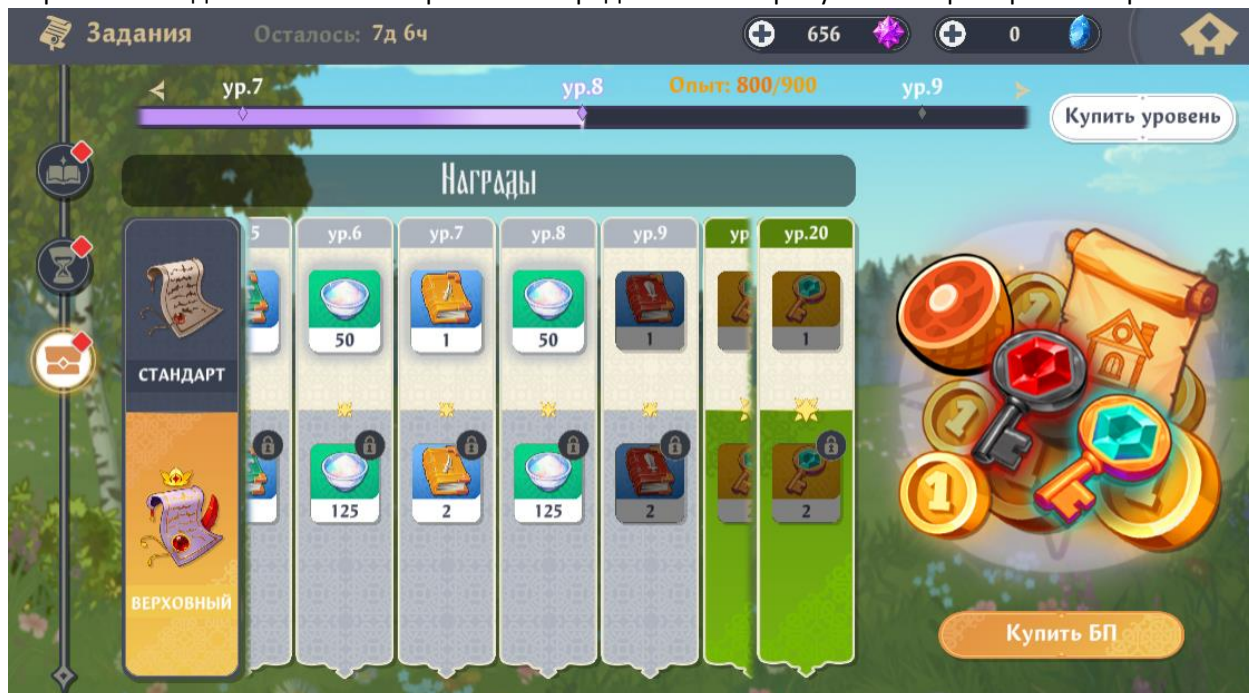 Задания Осталось: 7д 6ч 656 0
ур.7 ур.8 Опыт: 800/900 ур.9
Купить уровень
Награды
5 ур.6 ур.7 ур.8 ур.9 ур ур.20
50 1 50 1 1
СТАНДАРТ
125 2 125 2 2
ВЕРХОВНЫЙ
Купить БП